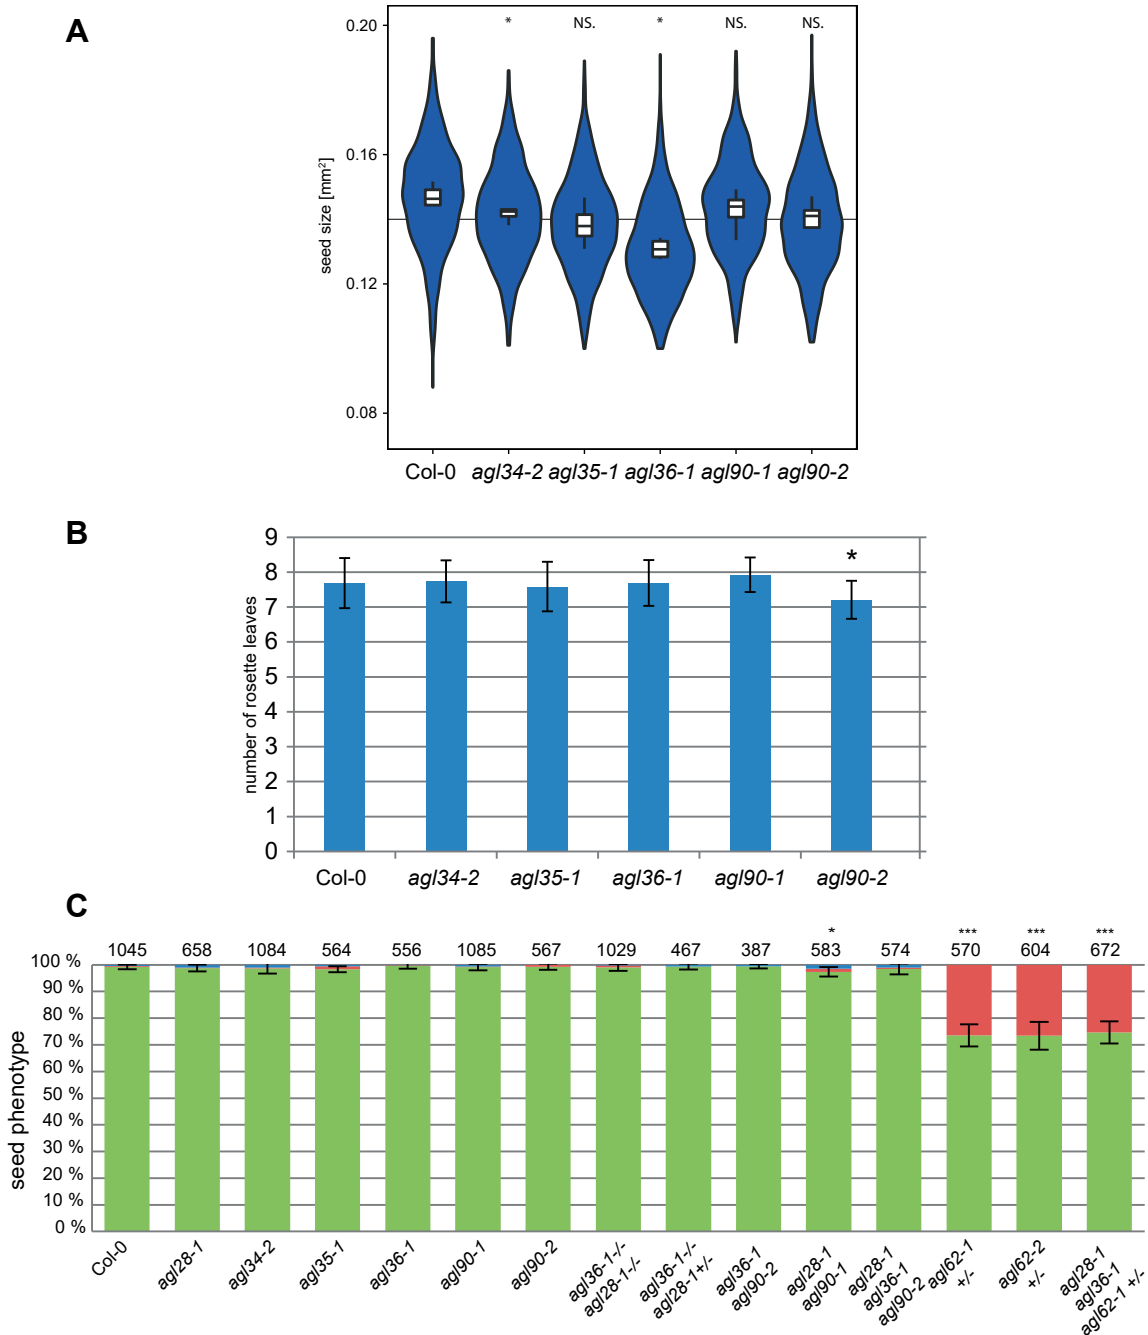 A
0.20
0.16
0.12
0.08
seed size [mm²]
* NS. * NS. NS.
Col-0 agl34-2 agl35-1 agl36-1 agl90-1 agl90-2
B
9
8
7
6
5
4
3
2
1
0
number of rosette leaves
*
Col-0 agl34-2 agl35-1 agl36-1 agl90-1 agl90-2
C
* *** *** ***
1045 658 1084 564 556 1085 567 1029 467 387 583 574 570 604 672
100 %
90 %
80 %
70 %
60 %
50 %
40 %
30 %
20 %
10 %
0 %
seed phenotype
Col-0
agl28-1
agl34-2
agl35-1
agl36-1
agl90-1
agl90-2
agl36-1-/-
agl28-1-/-
agl36-1-/-
agl28-1+/-
agl36-1
agl90-2
agl28-1
agl90-1
agl28-1
agl36-1
agl90-2
agl62-1
+/-
agl62-2
+/-
agl28-1
agl36-1
agl62-1 +/-